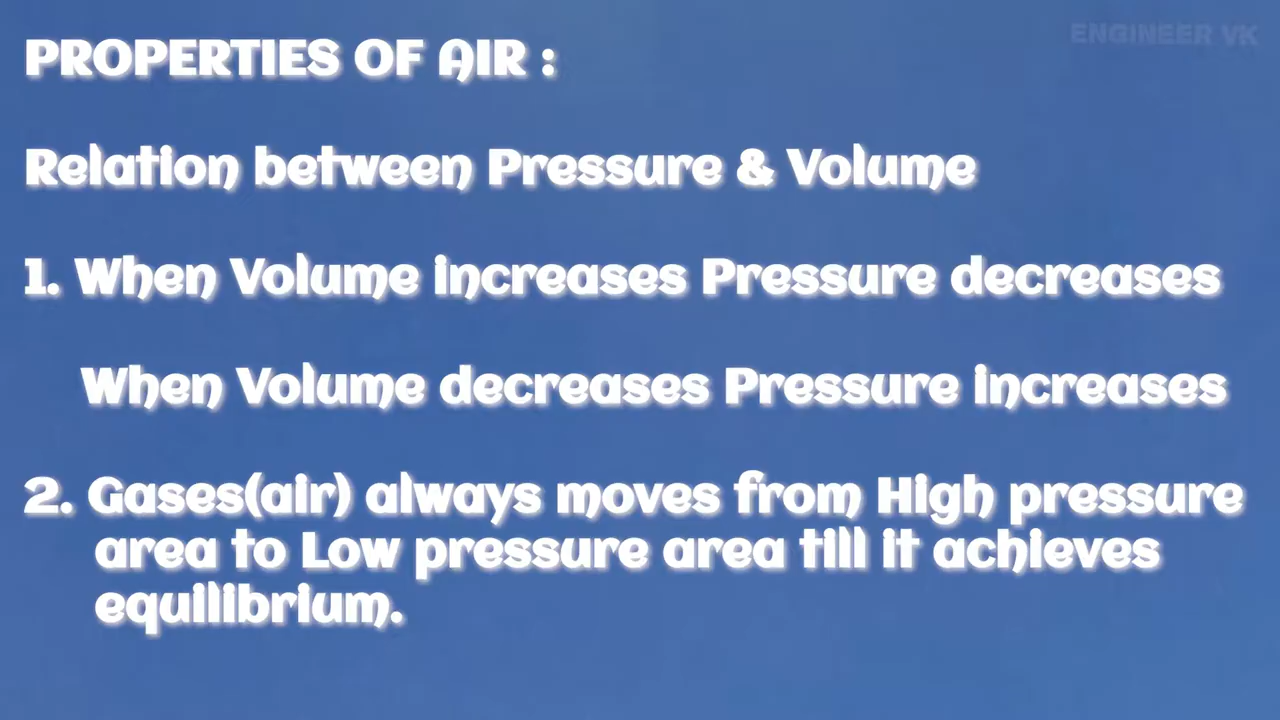 ENGINEER VK
PROPERTIES OF AIR :
Relation between Pressure & Volume
1. When Volume increases Pressure decreases
When Volume decreases Pressure increases
2. Gases(air) always moves from High pressure
area to Low pressure area till it achieves
equilibrium.